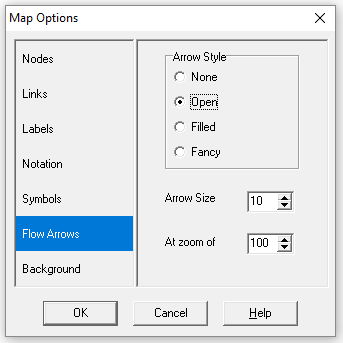 Map Options
Nodes
Links
Labels
Notation
Symbols
Flow Arrows
Background
Arrow Style
None
Open
Filled
Fancy
Arrow Size 10
At zoom of 100
OK Cancel Help